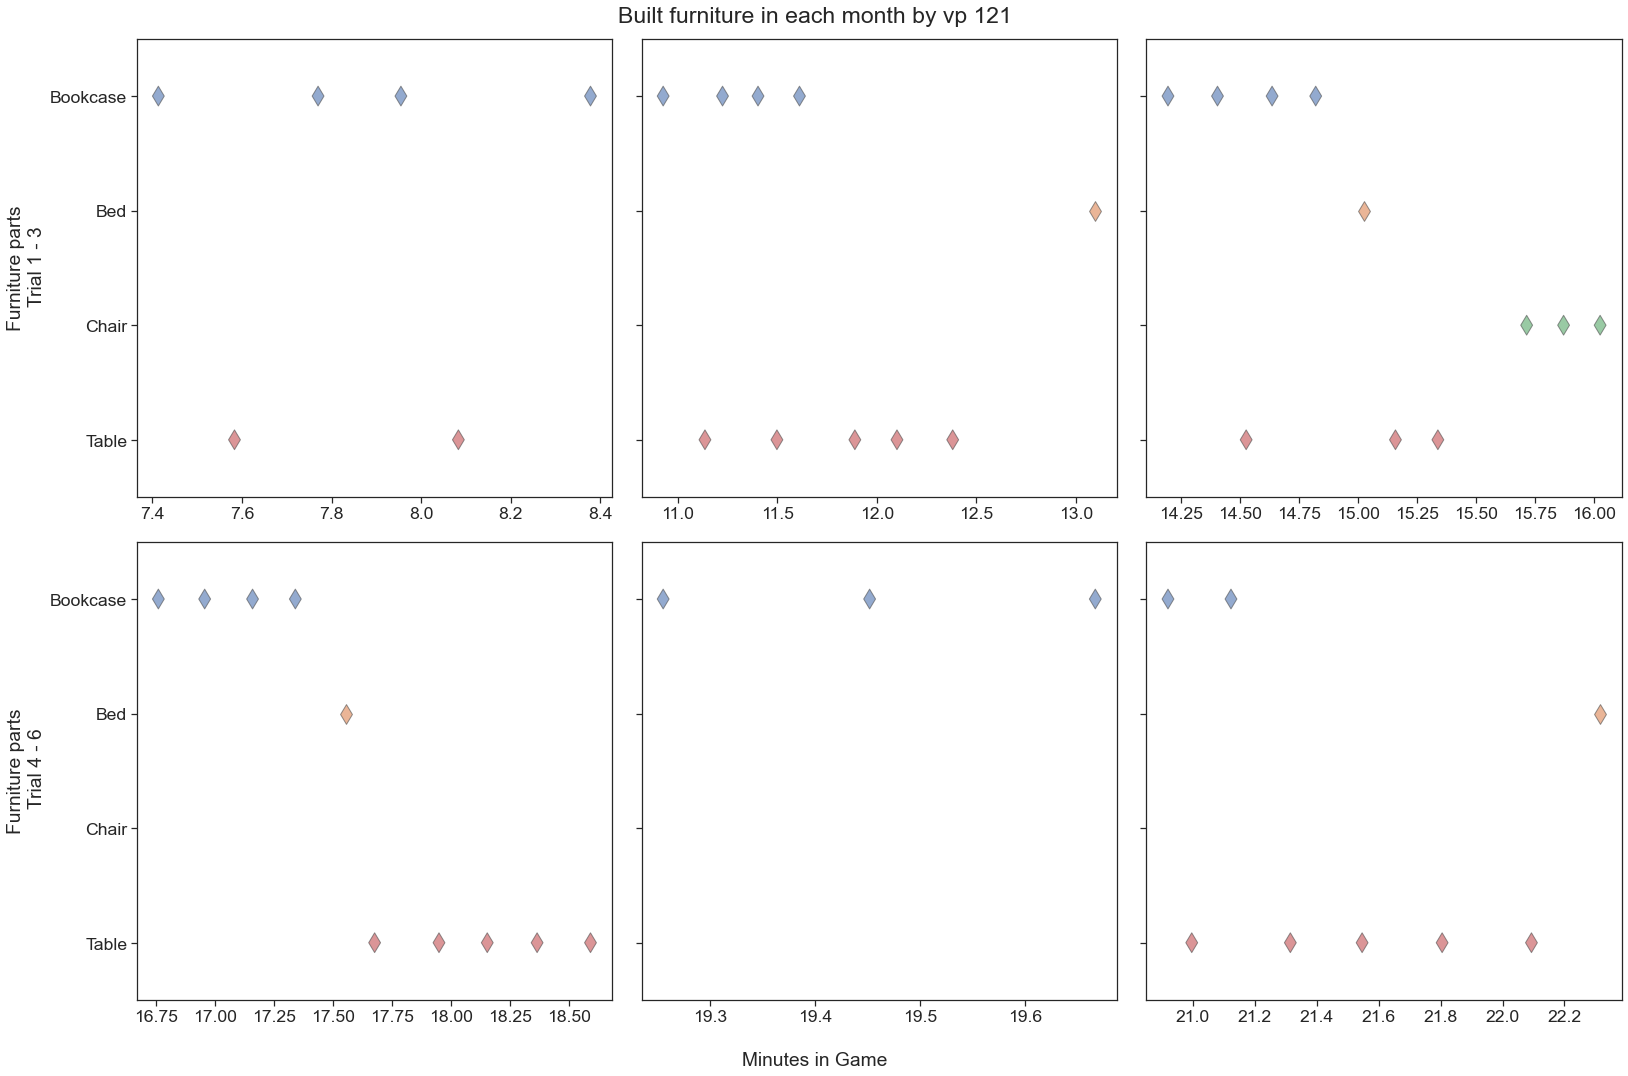 Built furniture in each month by vp 121
Furniture parts
Trial 1 - 3
Bookcase
Bed
Chair
Table
7.4 7.6 7.8 8.0 8.2 8.4
11.0 11.5 12.0 12.5 13.0
14.25 14.50 14.75 15.00 15.25 15.50 15.75 16.00
Furniture parts
Trial 4 - 6
Bookcase
Bed
Chair
Table
16.75 17.00 17.25 17.50 17.75 18.00 18.25 18.50
19.3 19.4 19.5 19.6
21.0 21.2 21.4 21.6 21.8 22.0 22.2
Minutes in Game